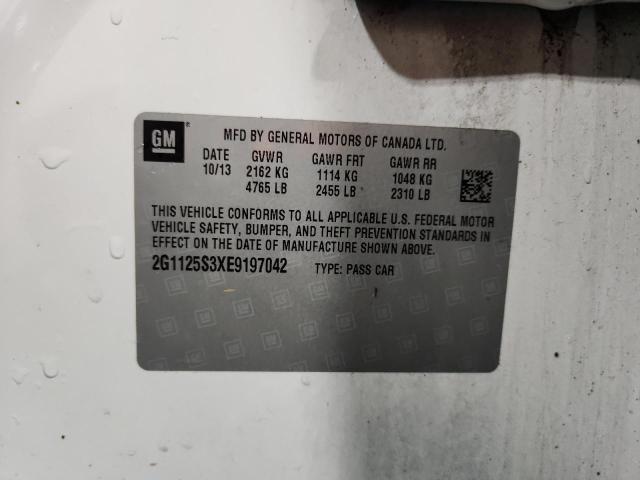 GM
MFD BY GENERAL MOTORS OF CANADA LTD.
DATE GVWR GAWR FRT GAWR RR
10/13 2162 KG 1114 KG 1048 KG
4765 LB 2455 LB 2310 LB
THIS VEHICLE CONFORMS TO ALL APPLICABLE U.S. FEDERAL MOTOR
VEHICLE SAFETY, BUMPER, AND THEFT PREVENTION STANDARDS IN
EFFECT ON THE DATE OF MANUFACTURE SHOWN ABOVE.
2G1125S3XE9197042 TYPE: PASS CAR